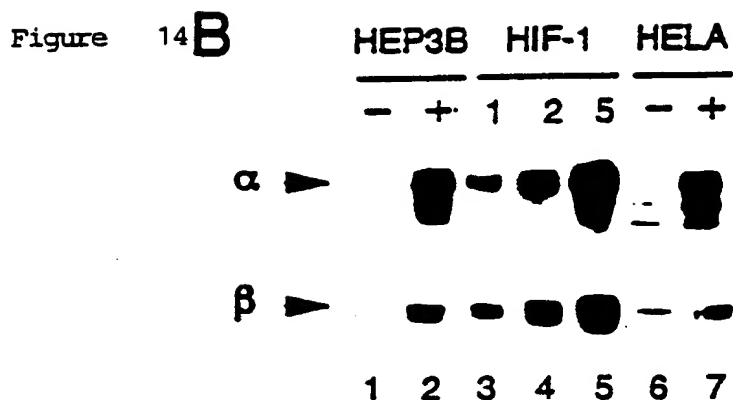 Figure 14B
HEP3B HIF-1 HELA
- + 1 2 5 - +
α
β
1 2 3 4 5 6 7